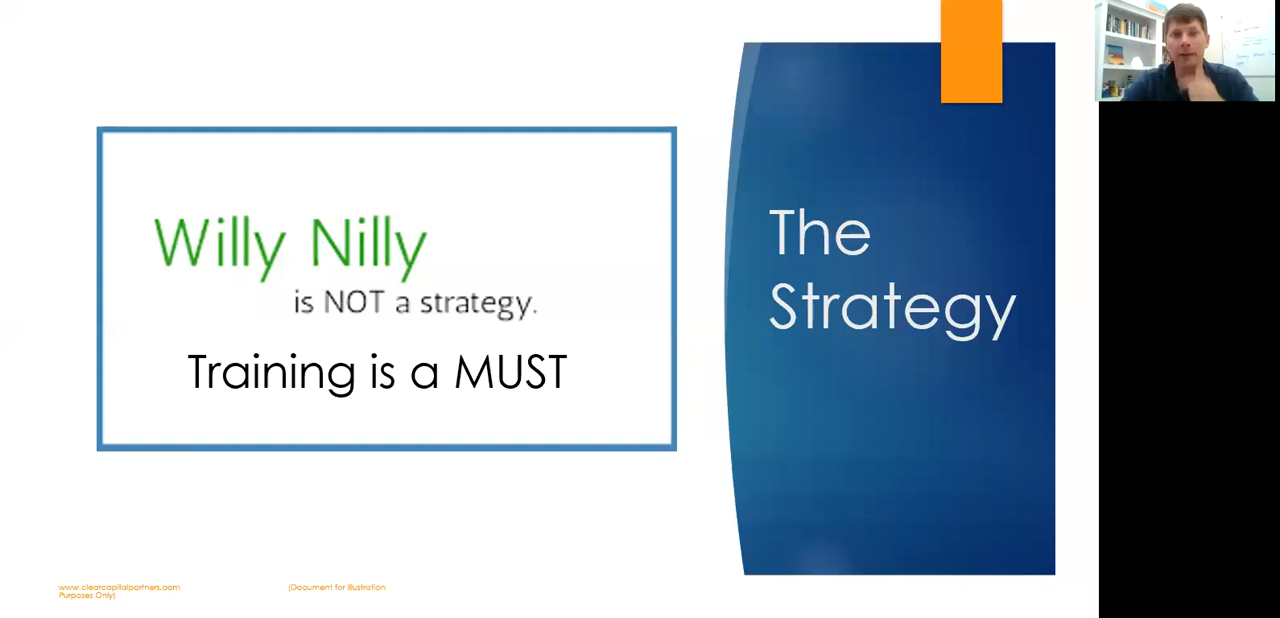 Willy Nilly
is NOT a strategy.
Training is a MUST
The
Strategy
www.clearcapitalpartners.com (Document for Illustration
Purposes Only)